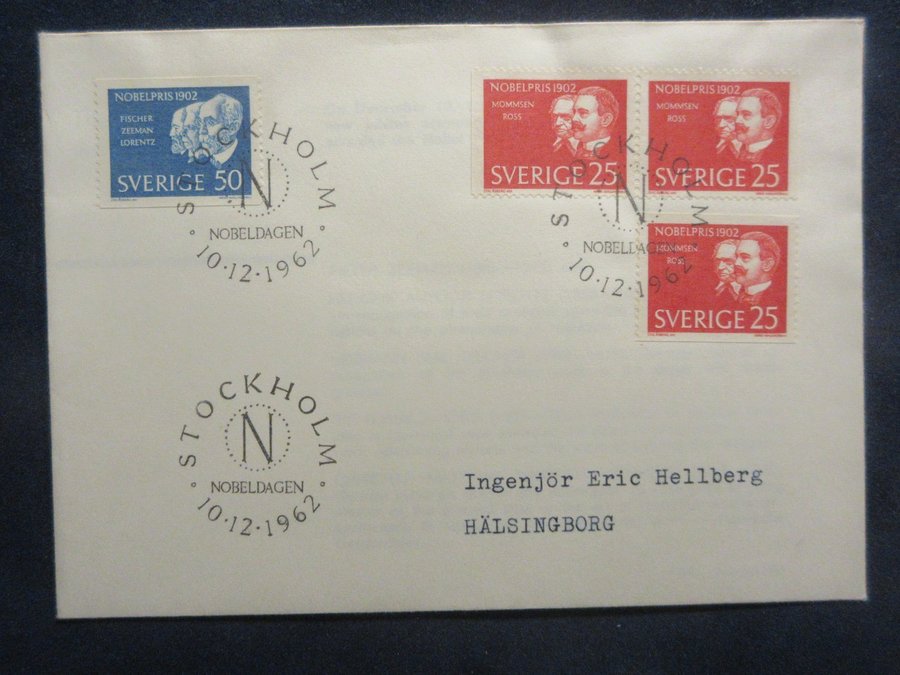 NOBELPRIS 1902
FISCHER
ZEEMAN
LORENTZ
SVERIGE 50
NOBELPRIS 1902
MOMMSEN
ROSS
SVERIGE 25
NOBELPRIS 1902
MOMMSEN
ROSS
SVERIGE 25
NOBELPRIS 1902
MOMMSEN
ROSS
SVERIGE 25
STOCKHOLM
N
NOBELDAGEN
10·12·1962
STOCKHOLM
N
NOBELDAGEN
10·12·1962
STOCKHOLM
N
NOBELDAGEN
10·12·1962
Ingenjör Eric Hellberg
HÄLSINGBORG